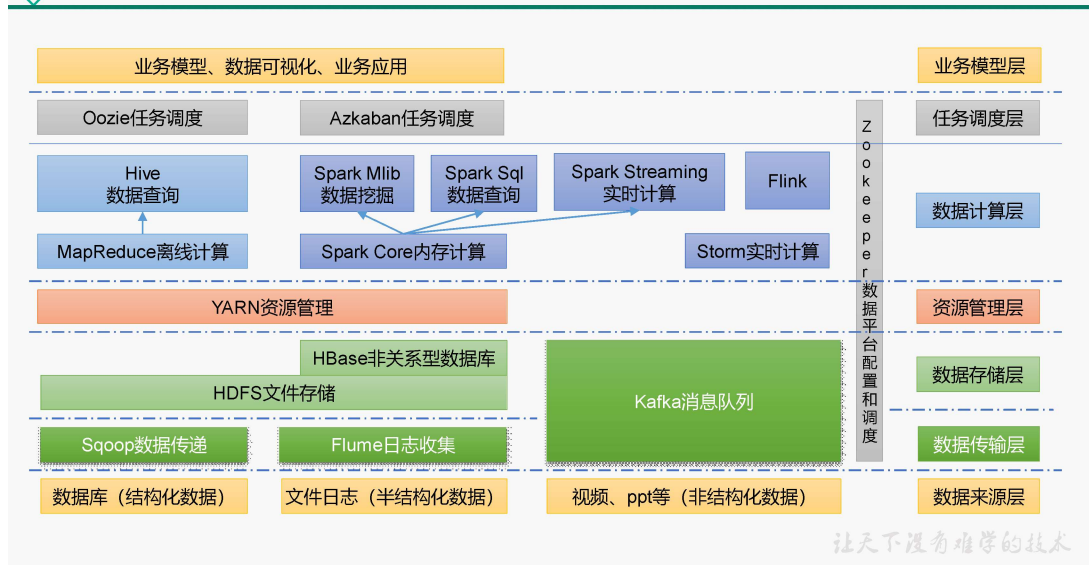 业务模型、数据可视化、业务应用
业务模型层
Oozie任务调度
Azkaban任务调度
任务调度层
Hive
数据查询
Spark Mlib
数据挖掘
Spark Sql
数据查询
Spark Streaming
实时计算
Flink
数据计算层
MapReduce离线计算
Spark Core内存计算
Storm实时计算
Zookeeper数据平台配置和调度
YARN资源管理
资源管理层
HBase非关系型数据库
HDFS文件存储
Kafka消息队列
数据存储层
Sqoop数据传递
Flume日志收集
数据传输层
数据库（结构化数据）
文件日志（半结构化数据）
视频、ppt等（非结构化数据）
数据来源层
让天下没有难学的技术